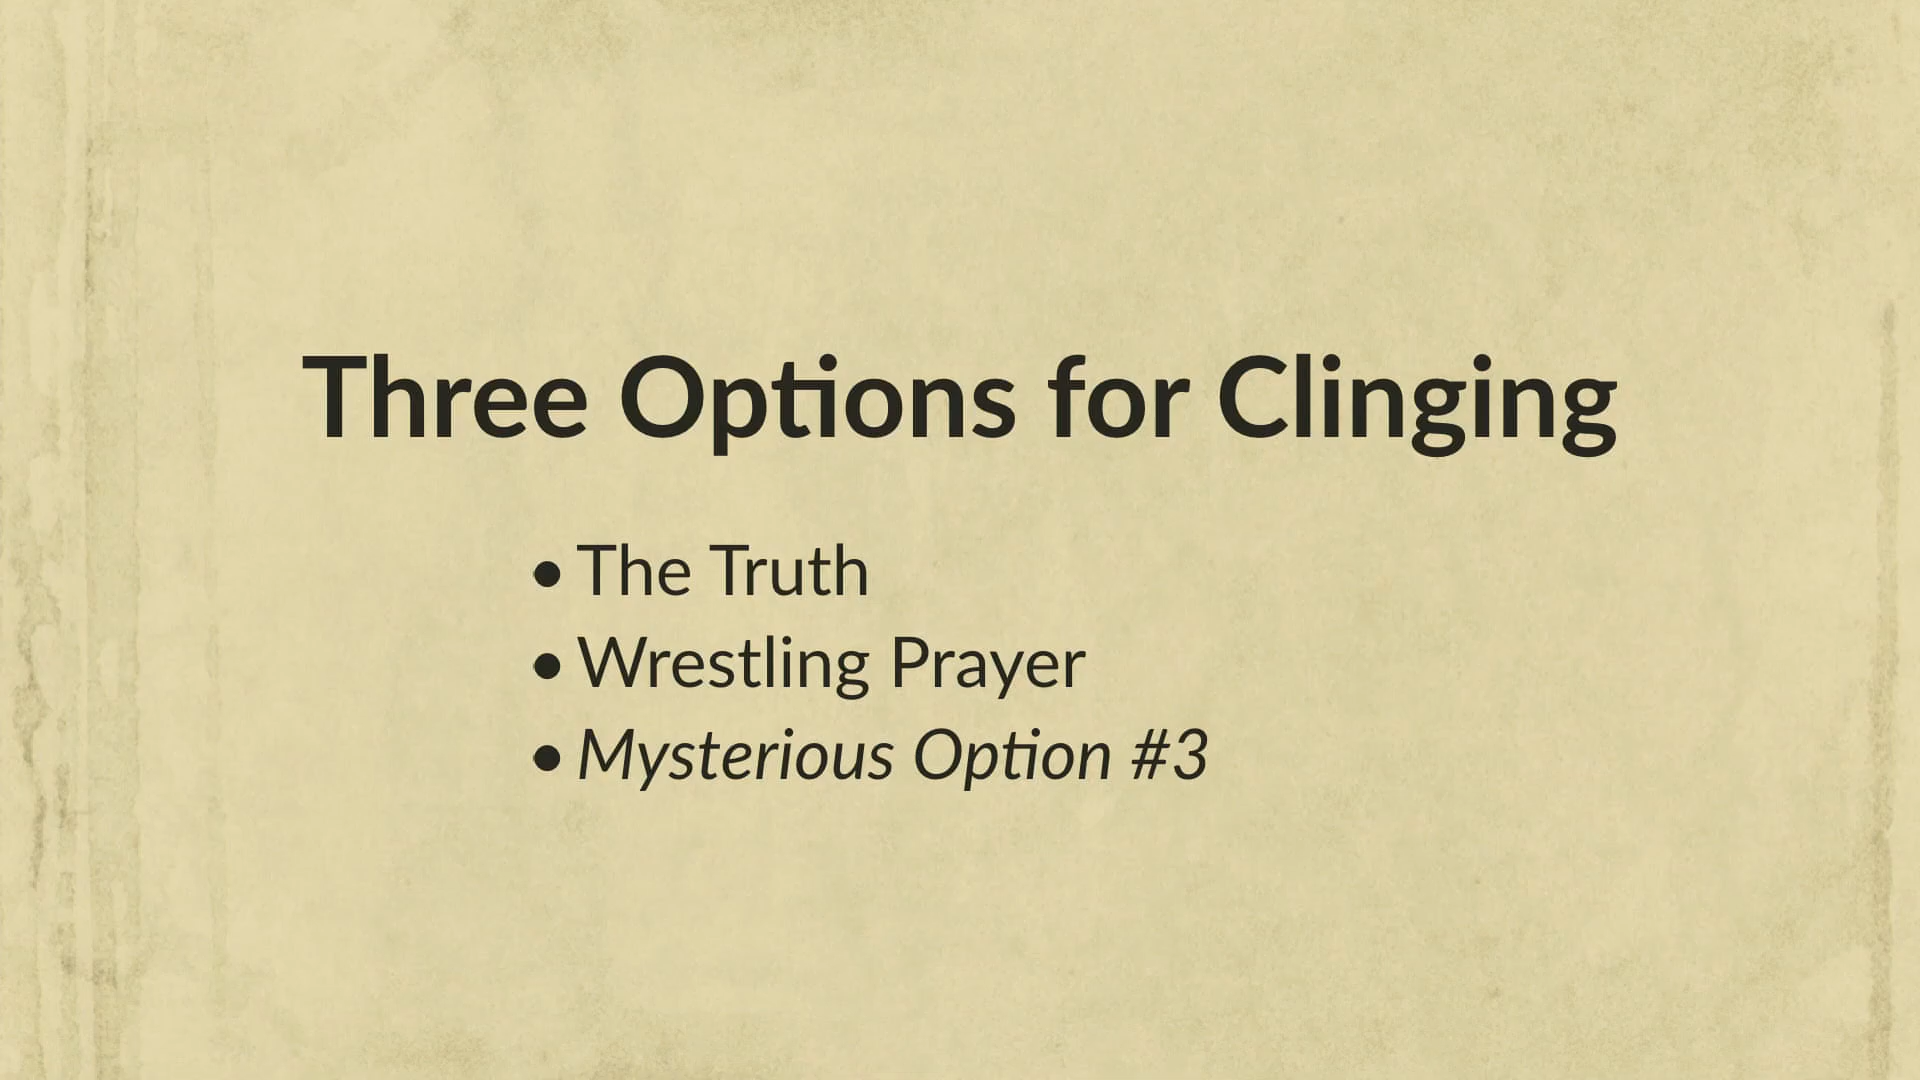 Three Options for Clinging
• The Truth
• Wrestling Prayer
• Mysterious Option #3